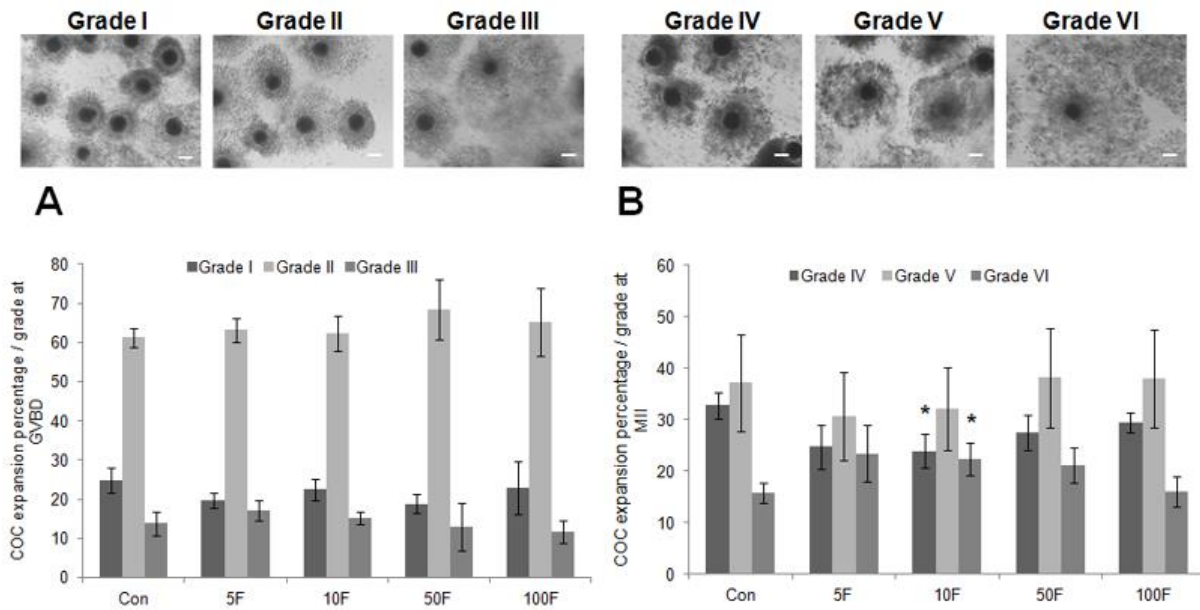 Grade I Grade II Grade III Grade IV Grade V Grade VI
A
B
COC expansion percentage / grade at
GVBD
80
70
60
50
40
30
20
10
0
Grade I Grade II Grade III
Con 5F 10F 50F 100F
COC expansion percentage / grade at
MII
60
50
40
30
20
10
0
Grade IV Grade V Grade VI
* *
Con 5F 10F 50F 100F